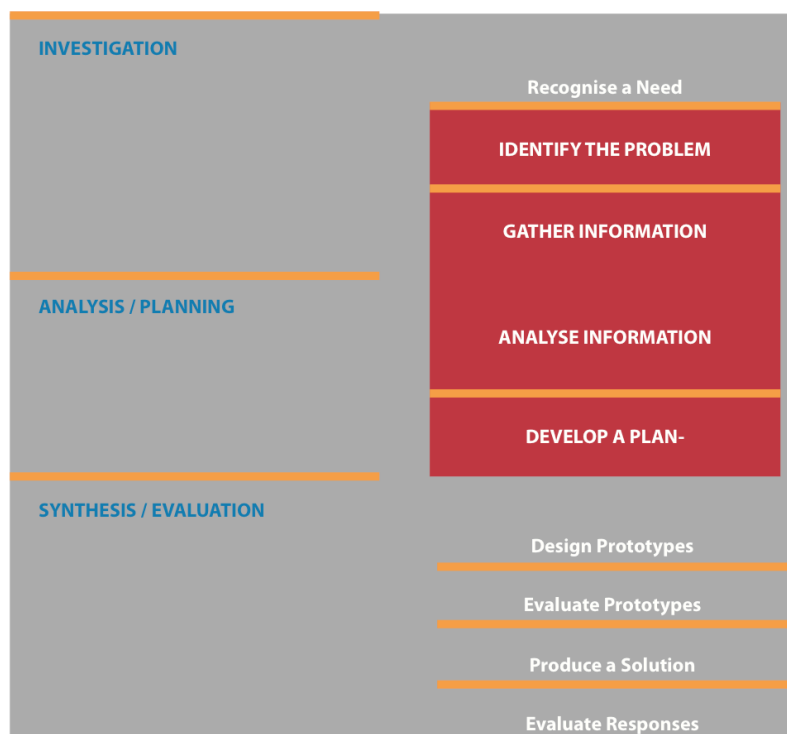 INVESTIGATION
Recognise a Need
IDENTIFY THE PROBLEM
GATHER INFORMATION
ANALYSIS / PLANNING
ANALYSE INFORMATION
DEVELOP A PLAN-
SYNTHESIS / EVALUATION
Design Prototypes
Evaluate Prototypes
Produce a Solution
Evaluate Responses